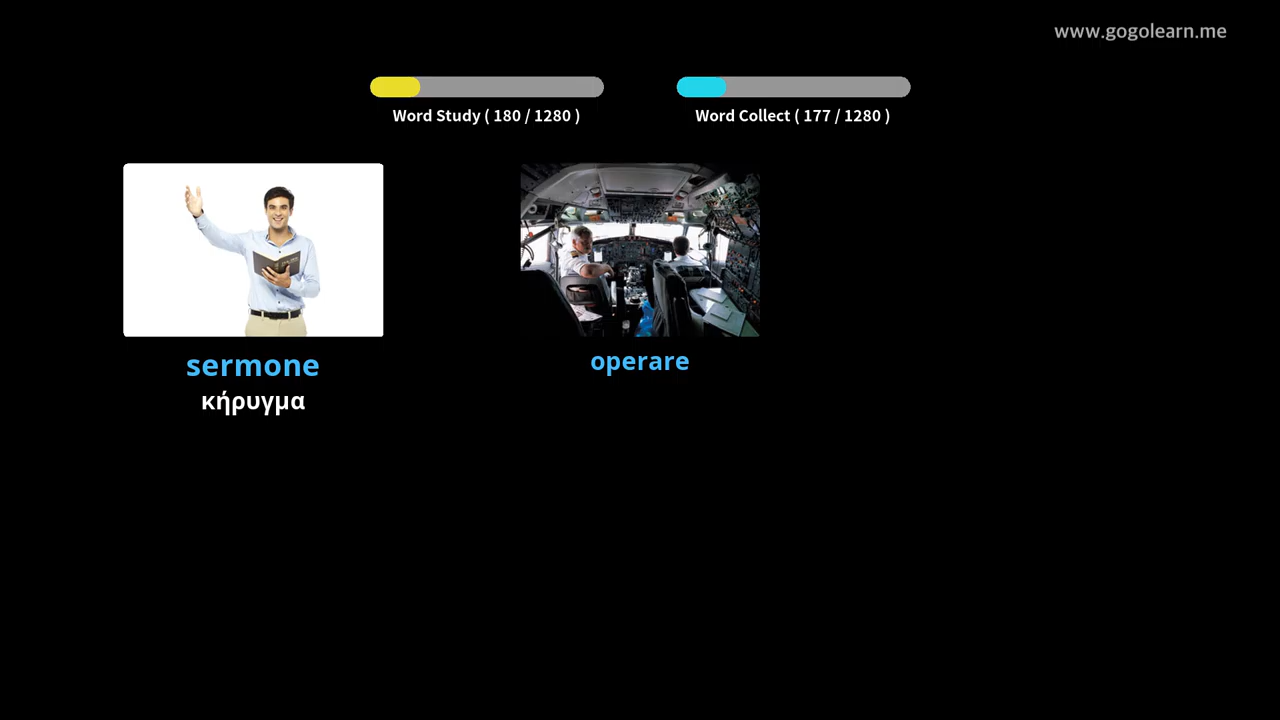 www.gogolearn.me
Word Study ( 180 / 1280 )
Word Collect ( 177 / 1280 )
sermone
κήρυγμα
operare